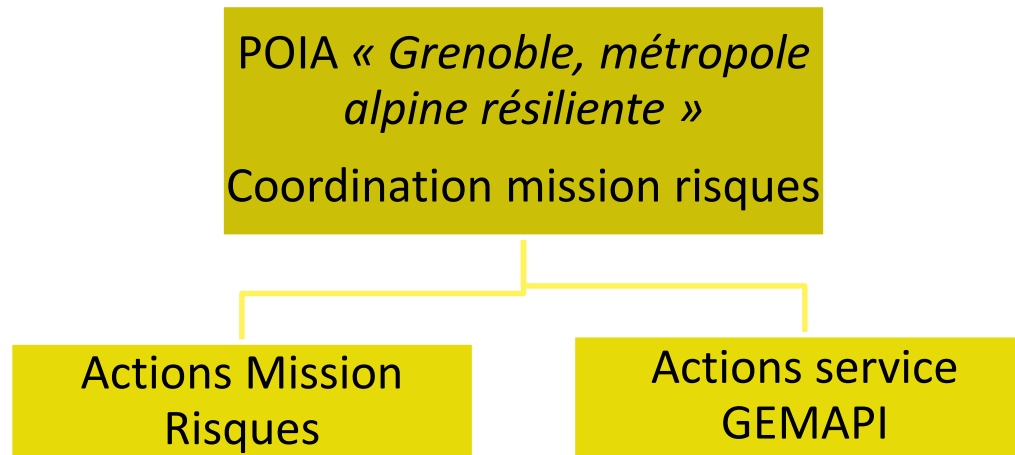 POIA « Grenoble, métropole
alpine résiliente »
Coordination mission risques
Actions Mission
Risques
Actions service
GEMAPI